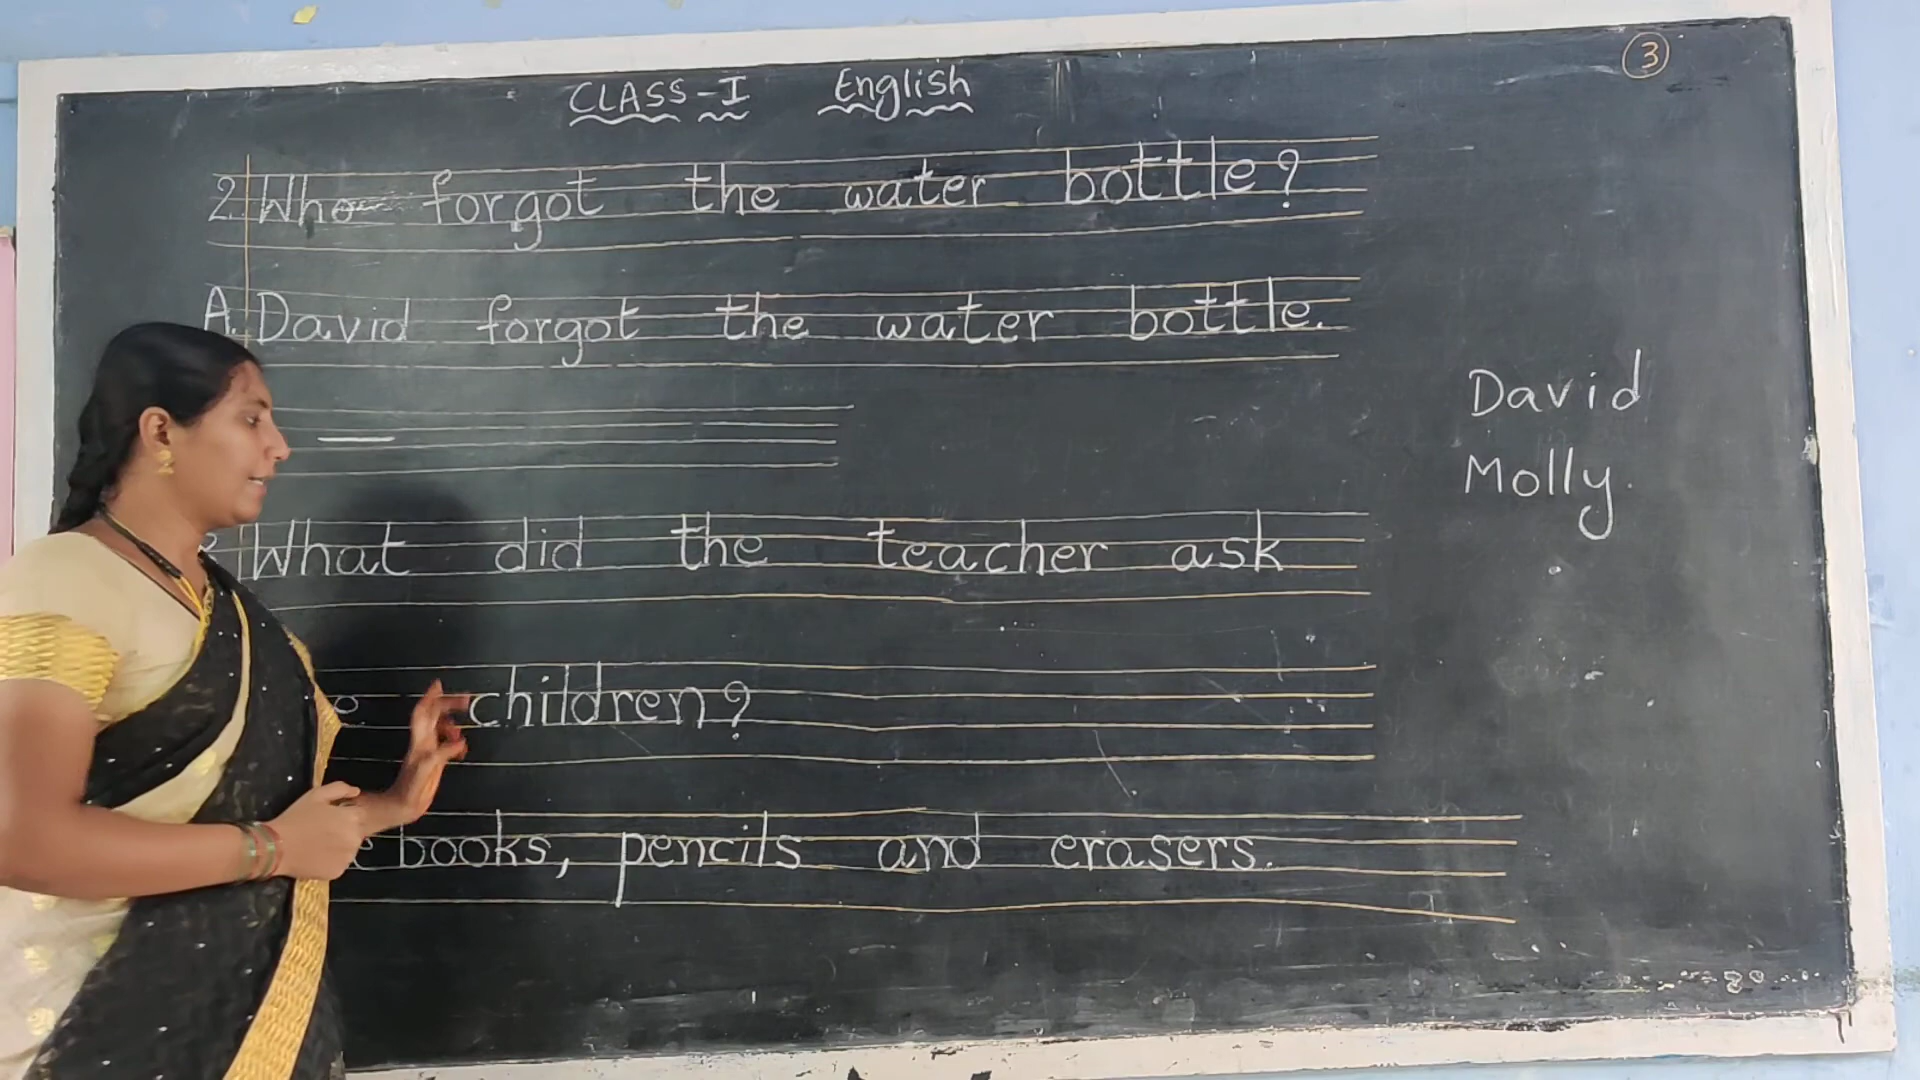 3
CLASS-I English
2. Who forgot the water bottle?
A. David forgot the water bottle.
David
Molly.
What did the teacher ask
children?
books, pencils and erasers.